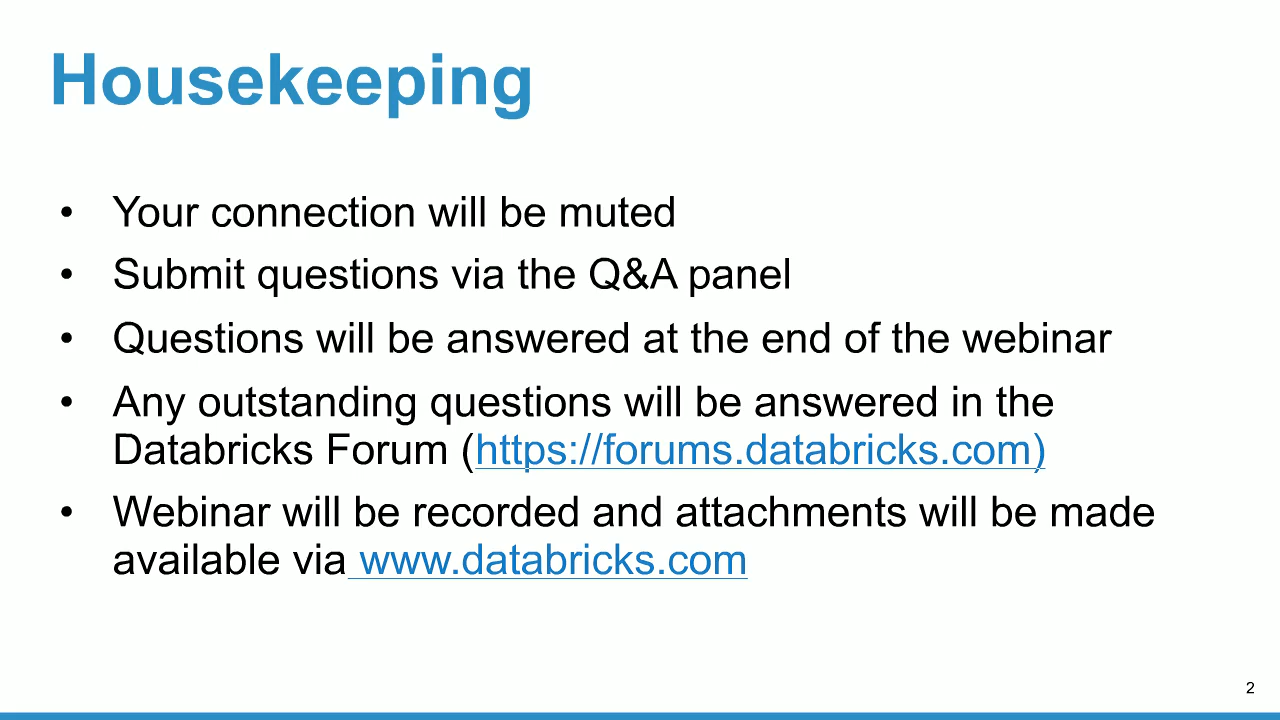 Housekeeping
• Your connection will be muted
• Submit questions via the Q&A panel
• Questions will be answered at the end of the webinar
• Any outstanding questions will be answered in the
Databricks Forum (https://forums.databricks.com)
• Webinar will be recorded and attachments will be made
available via www.databricks.com
2